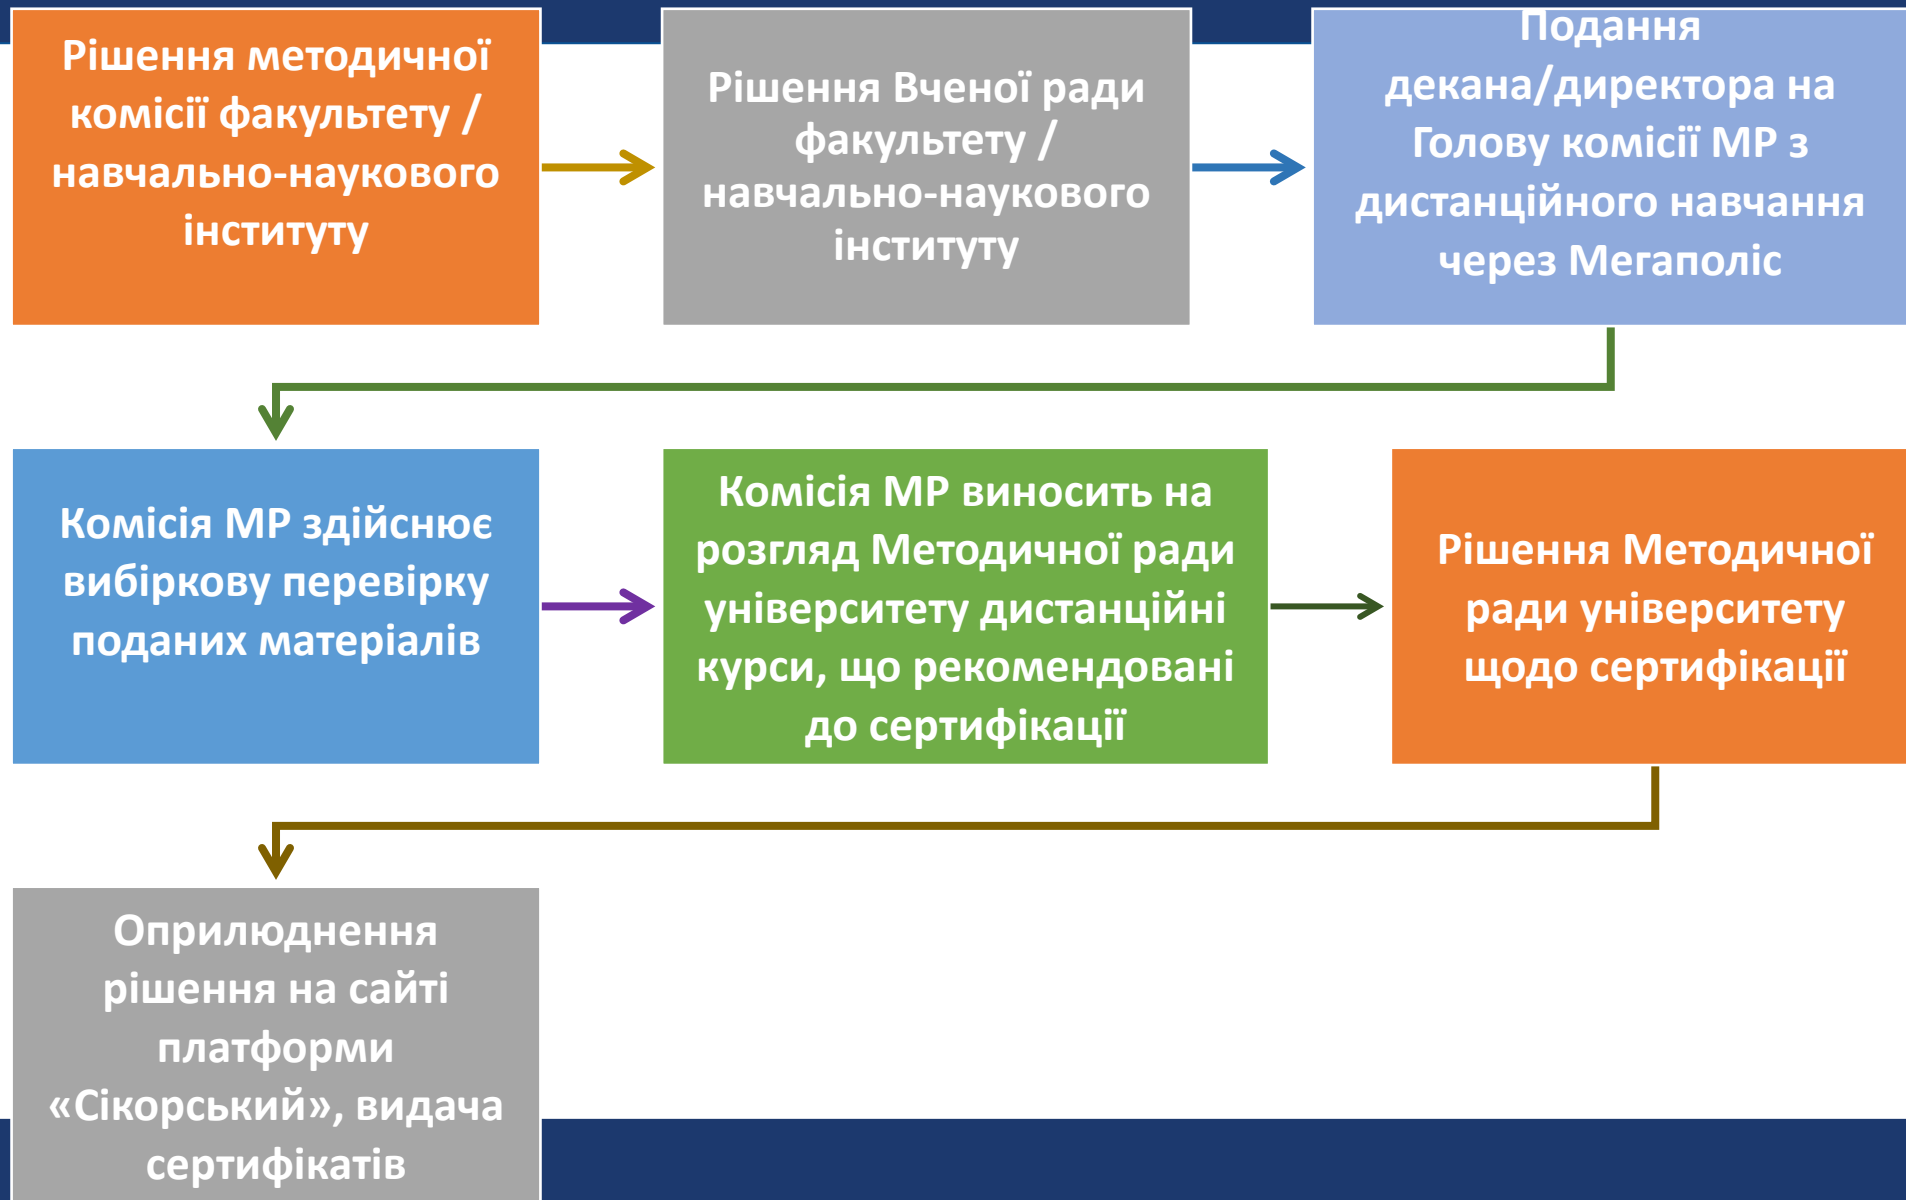 Рішення методичної
комісії факультету /
навчально-наукового
інституту
Рішення Вченої ради
факультету /
навчально-наукового
інституту
Подання
декана/директора на
Голову комісії МР з
дистанційного навчання
через Мегаполіс
Комісія МР здійснює
вибіркову перевірку
поданих матеріалів
Комісія МР виносить на
розгляд Методичної ради
університету дистанційні
курси, що рекомендовані
до сертифікації
Рішення Методичної
ради університету
щодо сертифікації
Оприлюднення
рішення на сайті
платформи
«Сікорський», видача
сертифікатів